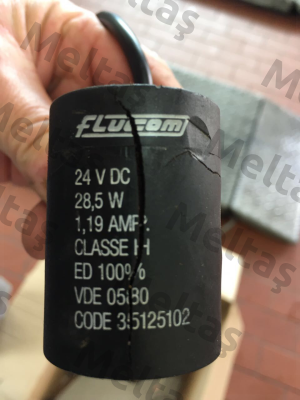 FLUCOM
24 V DC
28,5 W
1,19 AMP.
CLASSE H
ED 100%
VDE 0580
CODE 35125102
Meltaş